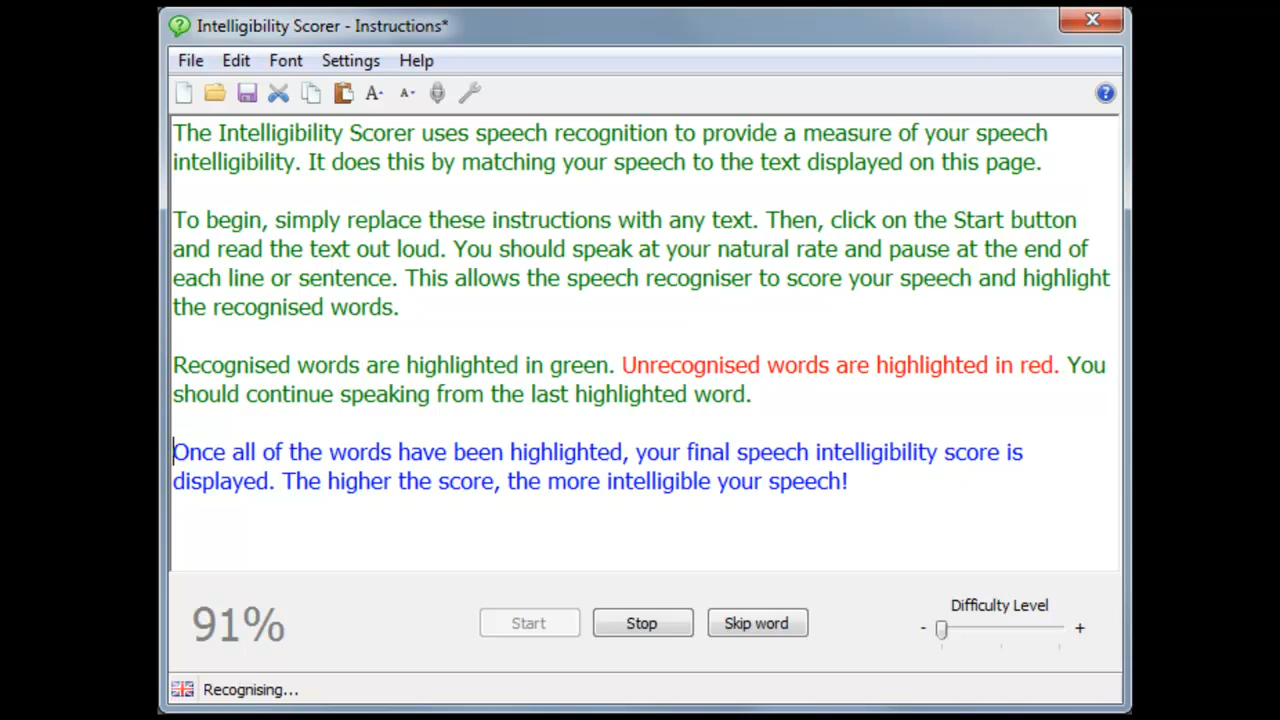 Intelligibility Scorer - Instructions*
File Edit Font Settings Help
The Intelligibility Scorer uses speech recognition to provide a measure of your speech
intelligibility. It does this by matching your speech to the text displayed on this page.
To begin, simply replace these instructions with any text. Then, click on the Start button
and read the text out loud. You should speak at your natural rate and pause at the end of
each line or sentence. This allows the speech recogniser to score your speech and highlight
the recognised words.
Recognised words are highlighted in green. Unrecognised words are highlighted in red. You
should continue speaking from the last highlighted word.
Once all of the words have been highlighted, your final speech intelligibility score is
displayed. The higher the score, the more intelligible your speech!
Difficulty Level
91% Start Stop Skip word - +
Recognising...